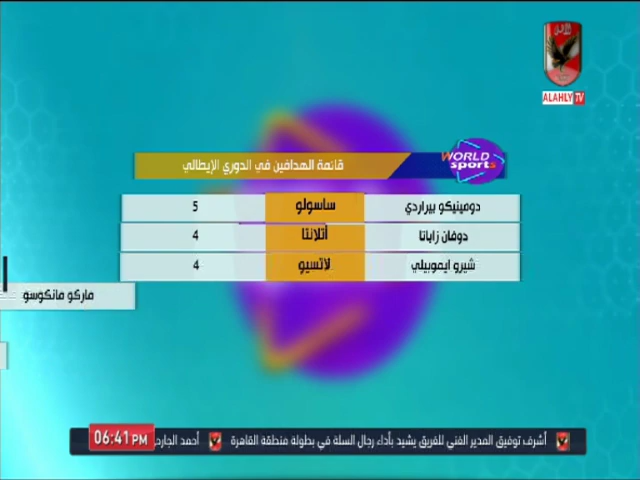 ALAHLY TV
قائمة الهدافين في الدوري الإيطالي
WORLD sports
دومينيكو بيراردي ساسولو 5
دوفان زاباتا أتلانتا 4
شيرو ايموبيلي لاتسيو 4
ماركو مانكوسو
أشرف توفيق المدير الفني للفريق يشيد بأداء رجال السلة في بطولة منطقة القاهرة أحمد الجارحي
06:41 PM